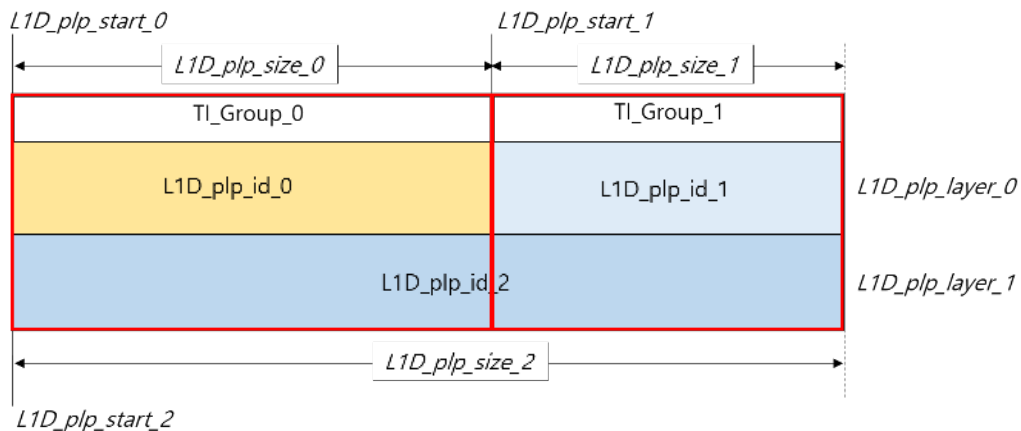 L1D_plp_start_0
L1D_plp_start_1
L1D_plp_size_0
L1D_plp_size_1
TI_Group_0
TI_Group_1
L1D_plp_id_0
L1D_plp_id_1
L1D_plp_layer_0
L1D_plp_id_2
L1D_plp_layer_1
L1D_plp_size_2
L1D_plp_start_2